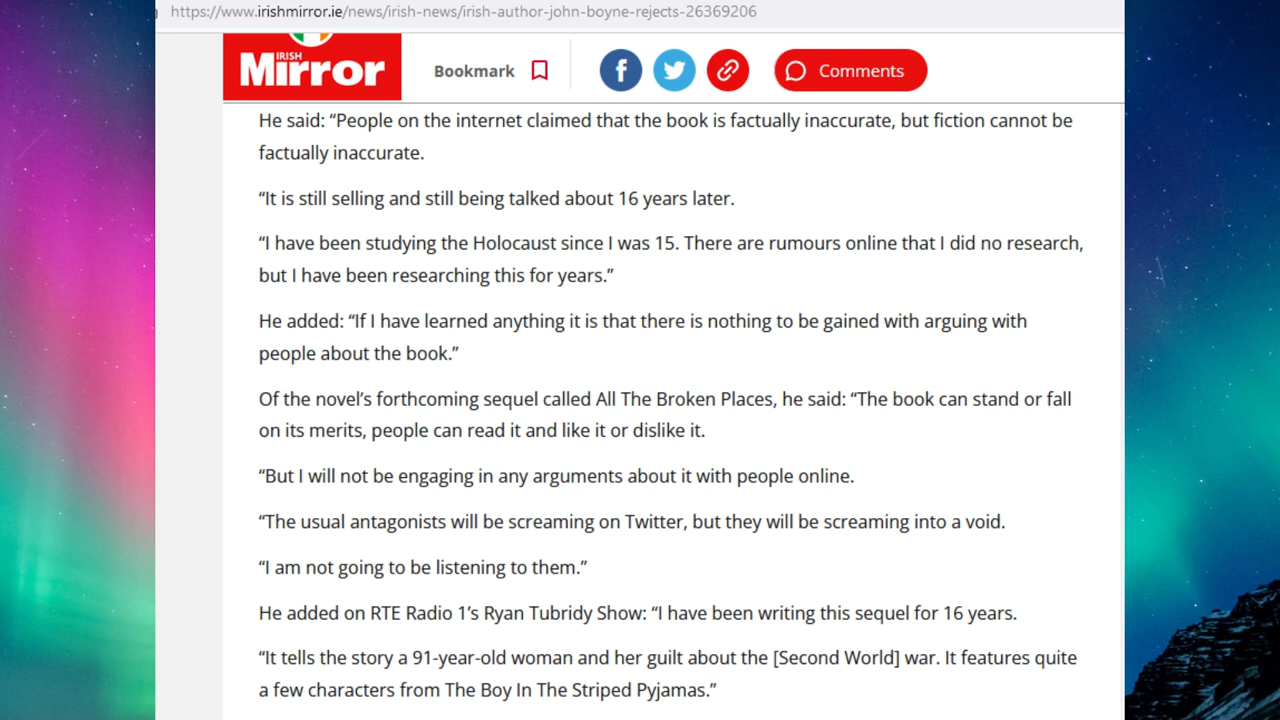 https://www.irishmirror.ie/news/irish-news/irish-author-john-boyne-rejects-26369206
IRISH
Mirror
Bookmark
f
Comments
He said: “People on the internet claimed that the book is factually inaccurate, but fiction cannot be
factually inaccurate.
“It is still selling and still being talked about 16 years later.
“I have been studying the Holocaust since I was 15. There are rumours online that I did no research,
but I have been researching this for years.”
He added: “If I have learned anything it is that there is nothing to be gained with arguing with
people about the book.”
Of the novel’s forthcoming sequel called All The Broken Places, he said: “The book can stand or fall
on its merits, people can read it and like it or dislike it.
“But I will not be engaging in any arguments about it with people online.
“The usual antagonists will be screaming on Twitter, but they will be screaming into a void.
“I am not going to be listening to them.”
He added on RTE Radio 1’s Ryan Tubridy Show: “I have been writing this sequel for 16 years.
“It tells the story a 91-year-old woman and her guilt about the [Second World] war. It features quite
a few characters from The Boy In The Striped Pyjamas.”